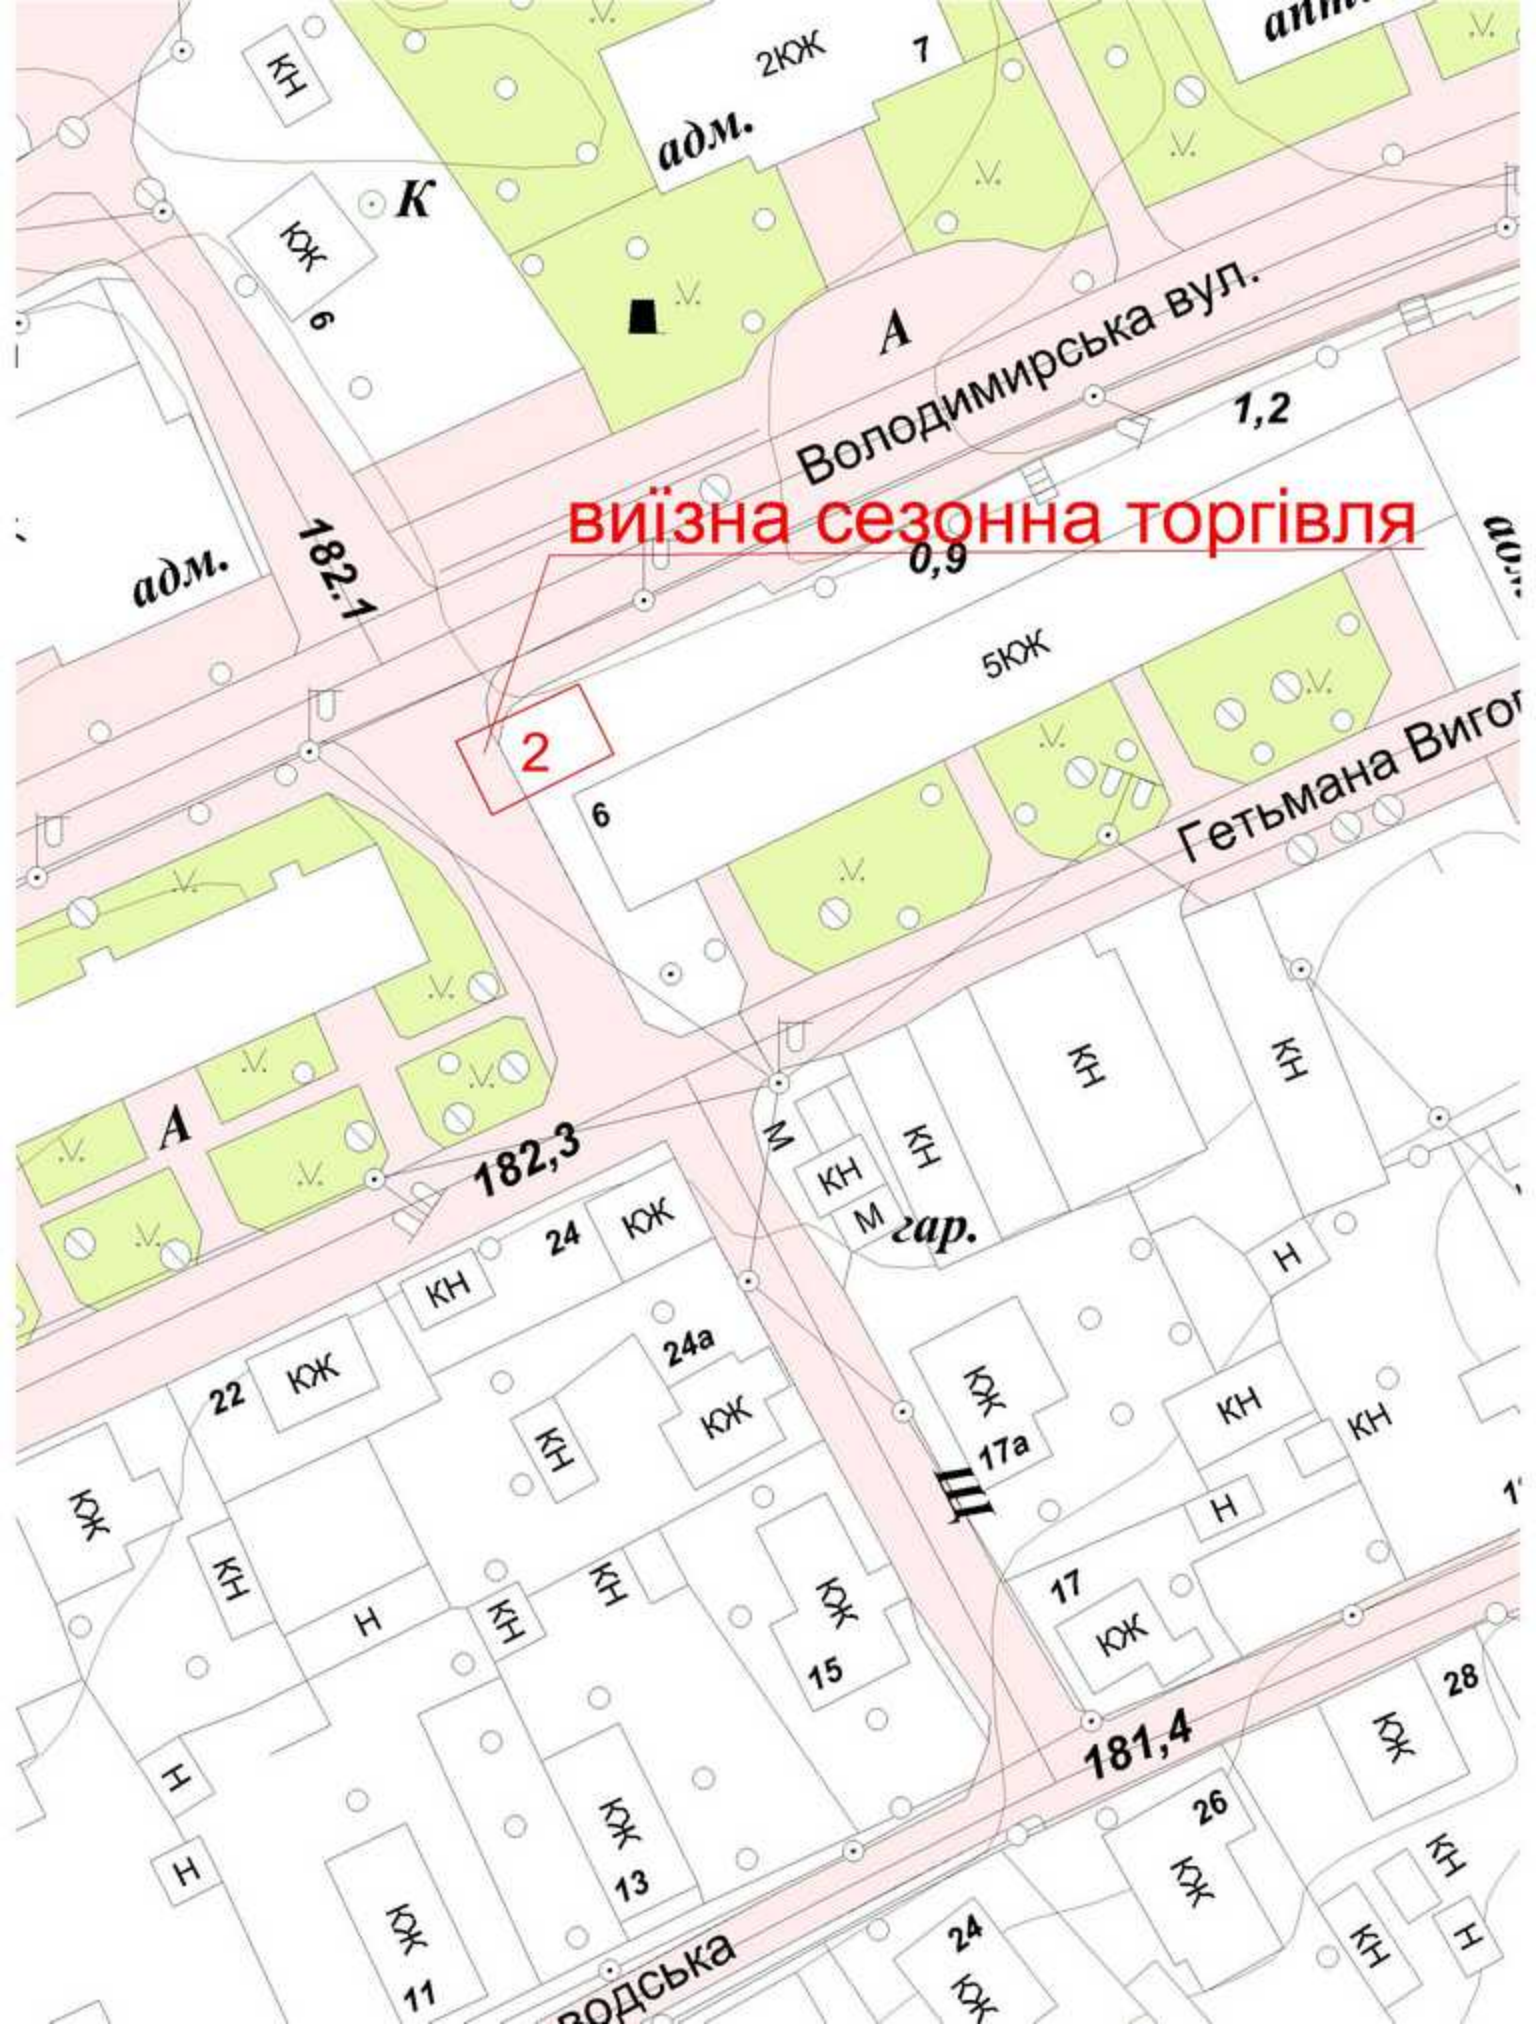 КН
2КЖ
7
адм.
К
КЖ
6
А
Володимирська вул.
1,2
182.1
адм.
виїзна сезонна торгівля
0,9
5КЖ
2
6
Гетьмана
А
182,3
М
КН
М
гар.
КН
КН
КН
24
КЖ
КН
22
КЖ
24а
КЖ
КН
Н
КЖ
17а
КН
КН
Н
Щ
КЖ
КН
Н
КН
КН
КЖ
15
17
КЖ
181,4
28
КЖ
26
КЖ
Н
Н
КЖ
13
КЖ
11
24
КЖ
КН
КН
Н